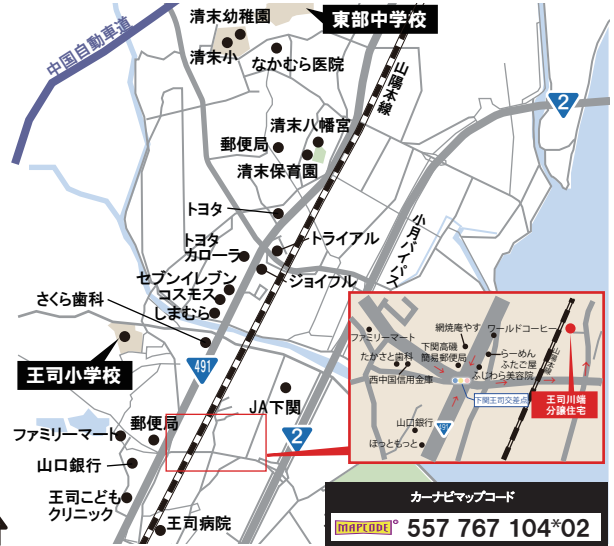 清末幼稚園
東部中学校
中国自動車道
清末小
なかむら医院
山陽本線
2
清末八幡宮
郵便局
清末保育園
トヨタ
小月バイパス
トヨタ
カローラ
トライアル
セブンイレブン
ジョイフル
コスモス
さくら歯科
しまむら
491
王司小学校
JA下関
2
ファミリーマート
郵便局
山口銀行
王司こども
クリニック
王司病院
ファミリーマート
網焼庵やす
ワールドコーヒー
下関高磯
簡易郵便局
たかさと歯科
らーめん
ふたご屋
山陽本線
西中国信用金庫
ふじわら美容院
下関王司交差点
王司川端
分譲住宅
山口銀行
491
ほっともっと
カーナビマップコード
MAPCODE® 557 767 104*02